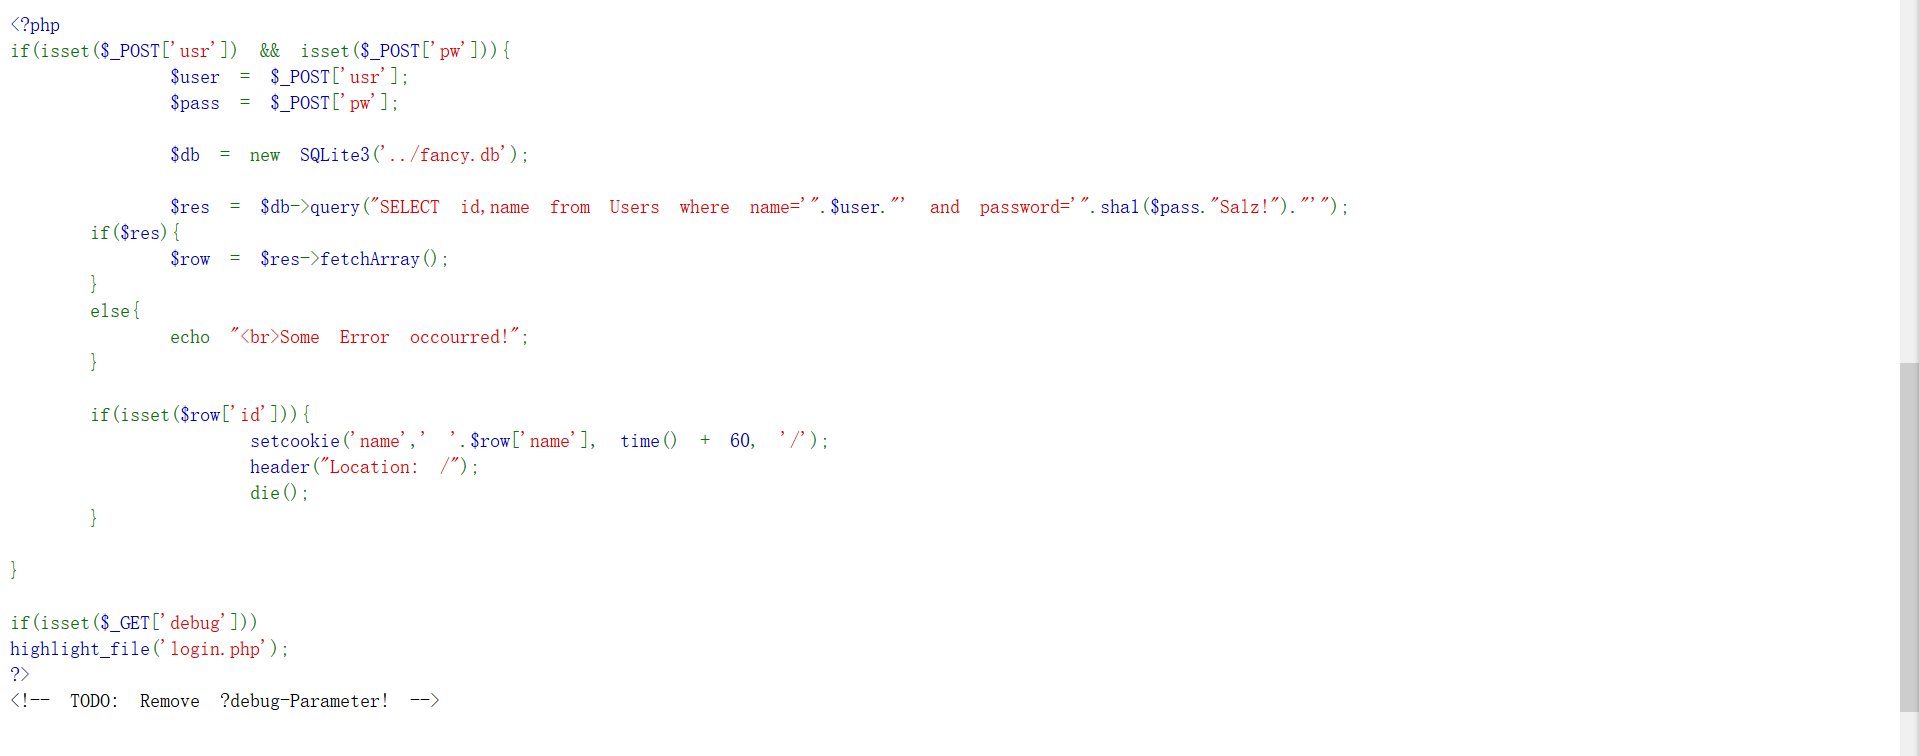 <?php
if(isset($_POST['usr']) && isset($_POST['pw'])){
$user = $_POST['usr'];
$pass = $_POST['pw'];
$db = new SQLite3('../fancy.db');
$res = $db->query("SELECT id,name from Users where name='".$user."' and password='".sha1($pass."Salz!")."'");
if($res){
$row = $res->fetchArray();
}
else{
echo "<br>Some Error occourred!";
}
if(isset($row['id'])){
setcookie('name',' '.$row['name'], time() + 60, '/');
header("Location: /");
die();
}
}
if(isset($_GET['debug']))
highlight_file('login.php');
?>
<!-- TODO: Remove ?debug-Parameter! -->